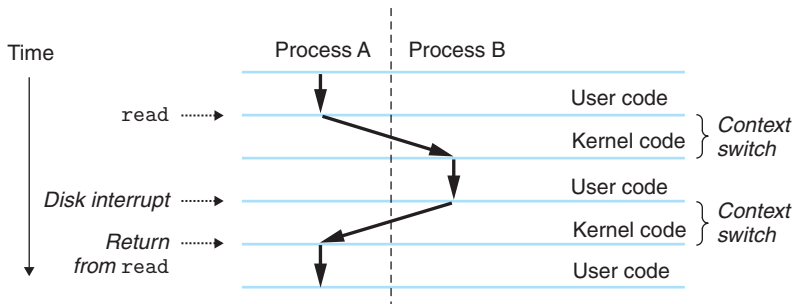 Time
Process A Process B
User code
read
Kernel code
Context
switch
User code
Disk interrupt
Kernel code
Context
switch
Return
from read
User code